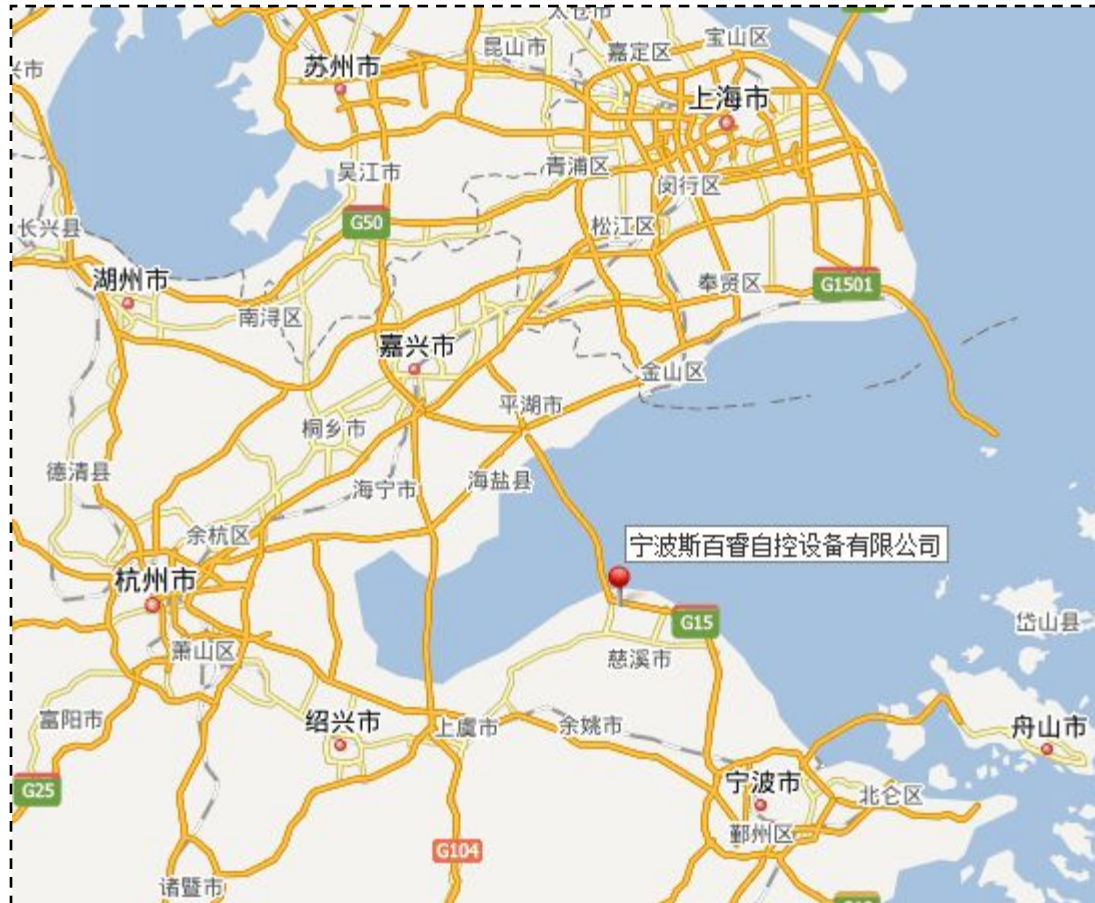 太仓市
宝山区
昆山市
嘉定区
苏州市
兴市
上海市
吴江市
青浦区
闵行区
长兴县
G50
松江区
湖州市
奉贤区
G1501
南浔区
嘉兴市
金山区
平湖市
桐乡市
德清县
海宁市
海盐县
余杭区
宁波斯百睿自控设备有限公司
杭州市
G15
岱山县
萧山区
慈溪市
富阳市
绍兴市
上虞市
余姚市
舟山市
G25
宁波市
北仑区
鄞州区
G104
诸暨市